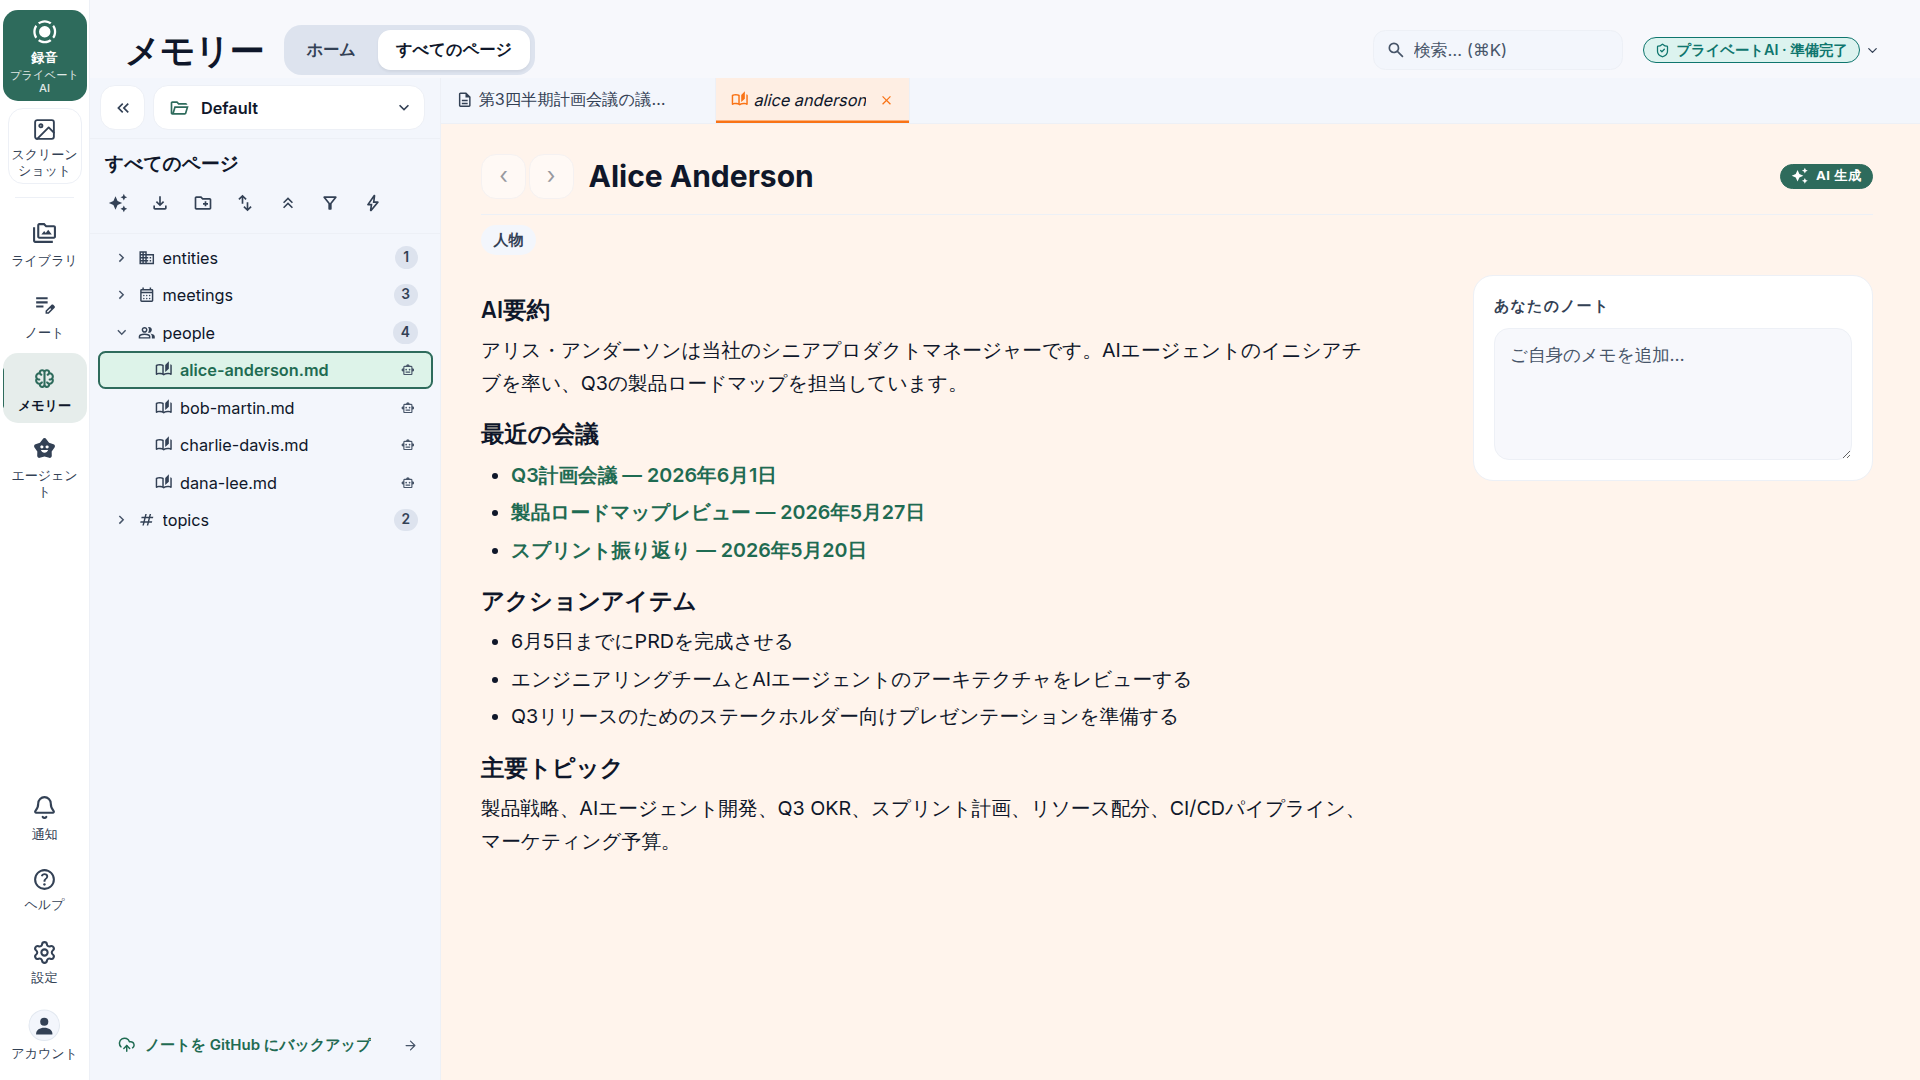 録音
プライベート
AI
スクリーン
ショット
ライブラリ
ノート
メモリー
エージェン
ト
通知
ヘルプ
設定
アカウント
メモリー
ホーム
すべてのページ
検索... (⌘K)
プライベートAI · 準備完了
Default
すべてのページ
entities 1
meetings 3
people 4
alice-anderson.md
bob-martin.md
charlie-davis.md
dana-lee.md
topics 2
ノートを GitHub にバックアップ
第3四半期計画会議の議...
alice anderson
Alice Anderson
AI 生成
人物
AI要約
アリス・アンダーソンは当社のシニアプロダクトマネージャーです。AIエージェントのイニシアチ
ブを率い、Q3の製品ロードマップを担当しています。
最近の会議
Q3計画会議 — 2026年6月1日
製品ロードマップレビュー — 2026年5月27日
スプリント振り返り — 2026年5月20日
アクションアイテム
6月5日までにPRDを完成させる
エンジニアリングチームとAIエージェントのアーキテクチャをレビューする
Q3リリースのためのステークホルダー向けプレゼンテーションを準備する
主要トピック
製品戦略、AIエージェント開発、Q3 OKR、スプリント計画、リソース配分、CI/CDパイプライン、
マーケティング予算。
あなたのノート
ご自身のメモを追加...